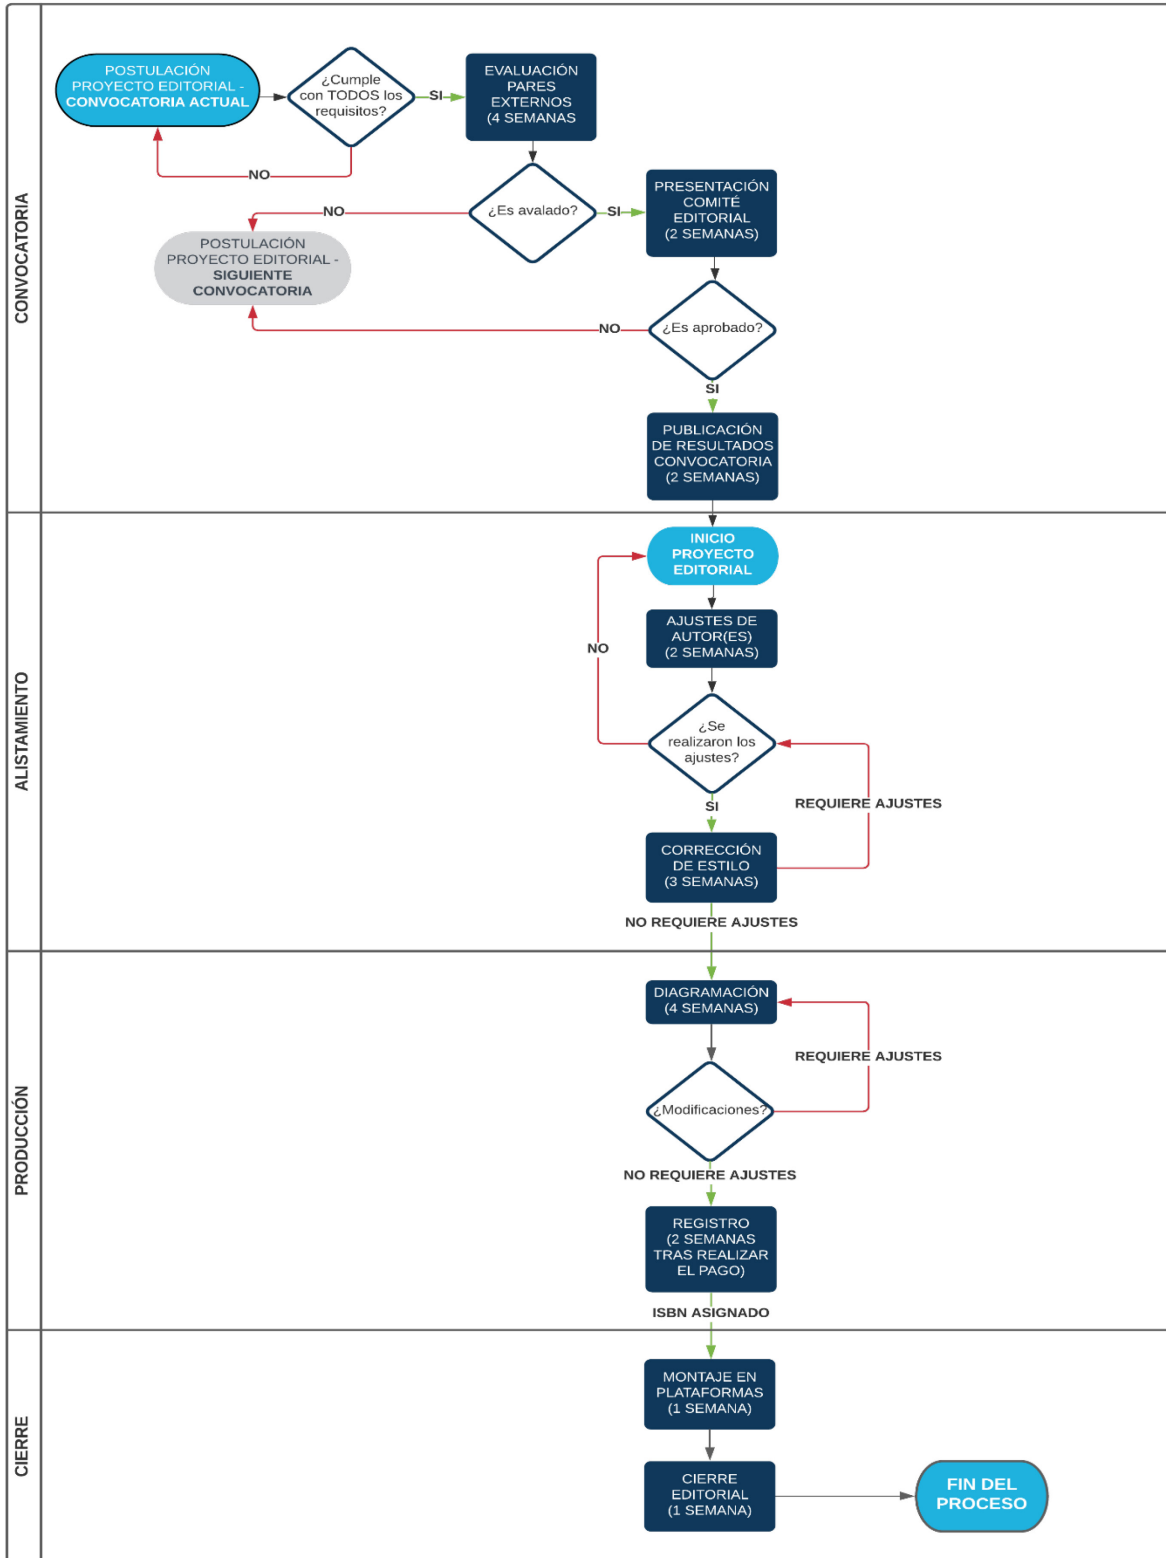 CONVOCATORIA
POSTULACIÓN
PROYECTO EDITORIAL -
CONVOCATORIA ACTUAL
¿Cumple
con TODOS los
requisitos?
SI
NO
EVALUACIÓN
PARES
EXTERNOS
(4 SEMANAS
¿Es avalado?
SI
NO
POSTULACIÓN
PROYECTO EDITORIAL -
SIGUIENTE
CONVOCATORIA
PRESENTACIÓN
COMITÉ
EDITORIAL
(2 SEMANAS)
¿Es aprobado?
NO
SI
PUBLICACIÓN
DE RESULTADOS
CONVOCATORIA
(2 SEMANAS)
ALISTAMIENTO
INICIO
PROYECTO
EDITORIAL
AJUSTES DE
AUTOR(ES)
(2 SEMANAS)
NO
¿Se
realizaron los
ajustes?
SI
REQUIERE AJUSTES
CORRECCIÓN
DE ESTILO
(3 SEMANAS)
NO REQUIERE AJUSTES
PRODUCCIÓN
DIAGRAMACIÓN
(4 SEMANAS)
REQUIERE AJUSTES
¿Modificaciones?
NO REQUIERE AJUSTES
REGISTRO
(2 SEMANAS
TRAS REALIZAR
EL PAGO)
ISBN ASIGNADO
CIERRE
MONTAJE EN
PLATAFORMAS
(1 SEMANA)
CIERRE
EDITORIAL
(1 SEMANA)
FIN DEL
PROCESO